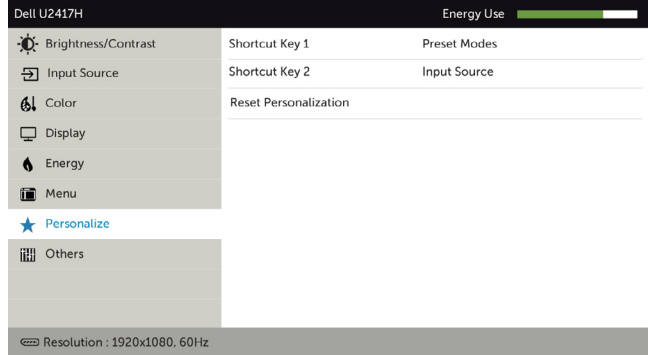 Dell U2417H Energy Use
Brightness/Contrast Shortcut Key 1 Preset Modes
Input Source Shortcut Key 2 Input Source
Color Reset Personalization
Display
Energy
Menu
Personalize
Others
Resolution : 1920x1080, 60Hz